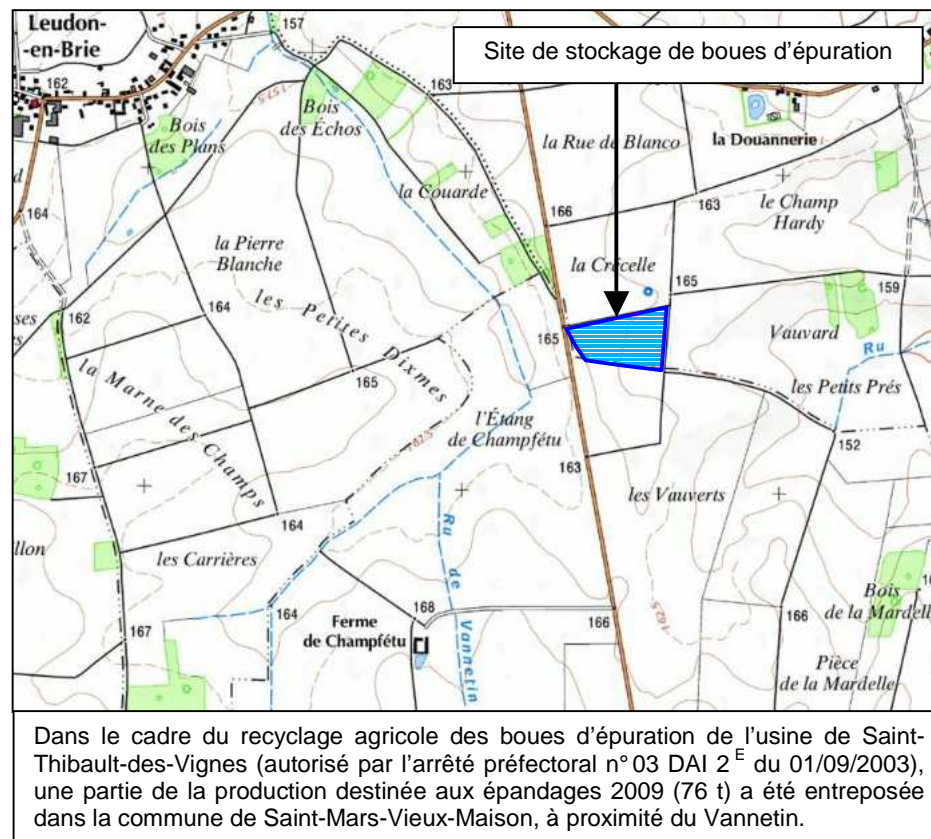 Leudon-
en-Brie
157
Site de stockage de boues d'épuration
162
157.5
163
Bois
des Plans
Bois
des Échos
la Rue de Blanco
la Douannerie
la Couarde
164
166
163
le Champ
Hardy
la Pierre
Blanche
la Crécelle
les Petites Dixmes
164
165
159
162
165
Vauvard
Ru
la Marne des Champs
165
les Petits Prés
l'Étang
de Champfétu
162.5
152
163
167
les Vauverts
164
les Carrières
Ru de Vannetin
Bois
de la Mardelle
164
168
162.5
166
166
Ferme
de Champfétu
167
Pièce
de la Mardelle
Dans le cadre du recyclage agricole des boues d'épuration de l'usine de Saint-
Thibault-des-Vignes (autorisé par l'arrêté préfectoral n° 03 DAI 2 E du 01/09/2003),
une partie de la production destinée aux épandages 2009 (76 t) a été entreposée
dans la commune de Saint-Mars-Vieux-Maison, à proximité du Vannetin.